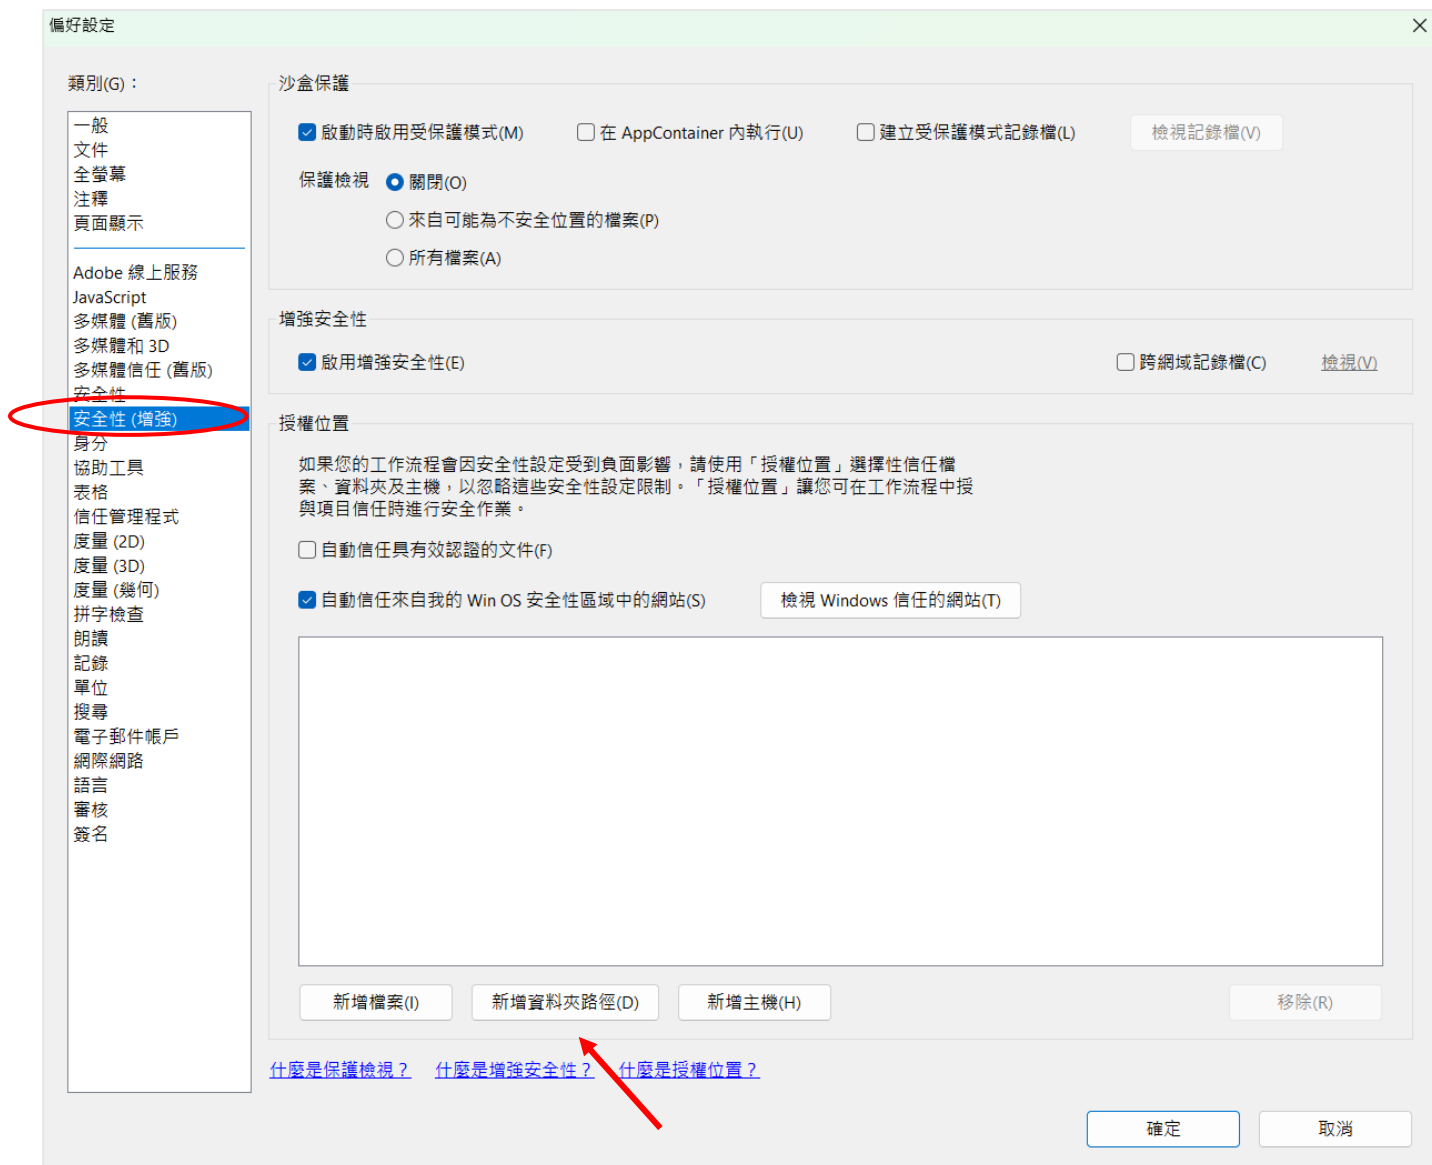 偏好設定
類別(G)：
一般
文件
全螢幕
注釋
頁面顯示
Adobe 線上服務
JavaScript
多媒體 (舊版)
多媒體和 3D
多媒體信任 (舊版)
安全性
安全性 (增強)
身分
協助工具
表格
信任管理程式
度量 (2D)
度量 (3D)
度量 (幾何)
拼字檢查
朗讀
記錄
單位
搜尋
電子郵件帳戶
網際網路
語言
審核
簽名
沙盒保護
啟動時啟用受保護模式(M)
在 AppContainer 內執行(U)
建立受保護模式記錄檔(L)
檢視記錄檔(V)
保護檢視
關閉(O)
來自可能為不安全位置的檔案(P)
所有檔案(A)
增強安全性
啟用增強安全性(E)
跨網域記錄檔(C)
檢視(V)
授權位置
如果您的工作流程會因安全性設定受到負面影響，請使用「授權位置」選擇性信任檔
案、資料夾及主機，以忽略這些安全性設定限制。「授權位置」讓您可在工作流程中授
與項目信任時進行安全作業。
自動信任具有效認證的文件(F)
自動信任來自我的 Win OS 安全性區域中的網站(S)
檢視 Windows 信任的網站(T)
新增檔案(I)
新增資料夾路徑(D)
新增主機(H)
移除(R)
什麼是保護檢視？
什麼是增強安全性？
什麼是授權位置？
確定
取消